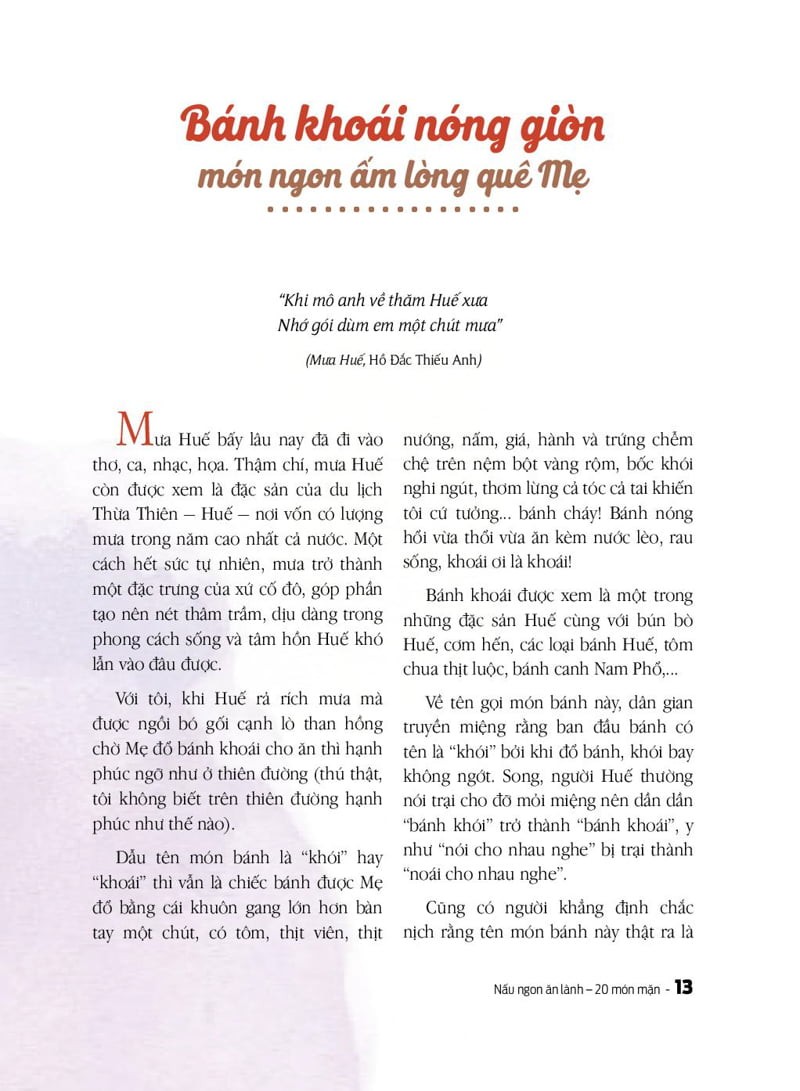 Bánh khoái nóng giòn
món ngon ấm lòng quê Mẹ
“Khi mô anh về thăm Huế xưa
Nhớ gói dùm em một chút mưa”
(Mưa Huế, Hồ Đắc Thiếu Anh)
Mưa Huế bấy lâu nay đã đi vào
thơ, ca, nhạc, họa. Thậm chí, mưa Huế
còn được xem là đặc sản của du lịch
Thừa Thiên – Huế – nơi vốn có lượng
mưa trong năm cao nhất cả nước. Một
cách hết sức tự nhiên, mưa trở thành
một đặc trưng của xứ cố đô, góp phần
tạo nên nét thâm trầm, dịu dàng trong
phong cách sống và tâm hồn Huế khó
lẫn vào đâu được.
Với tôi, khi Huế rả rích mưa mà
được ngồi bó gối cạnh lò than hồng
chờ Mẹ đổ bánh khoái cho ăn thì hạnh
phúc ngỡ như ở thiên đường (thú thật,
tôi không biết trên thiên đường hạnh
phúc như thế nào).
Dẫu tên món bánh là “khói” hay
“khoái” thì vẫn là chiếc bánh được Mẹ
đổ bằng cái khuôn gang lớn hơn bàn
tay một chút, có tôm, thịt viên, thịt
nướng, nấm, giá, hành và trứng chễm
chệ trên nệm bột vàng rộm, bốc khói
nghi ngút, thơm lừng cả tóc cả tai khiến
tôi cứ tưởng... bánh cháy! Bánh nóng
hổi vừa thổi vừa ăn kèm nước lèo, rau
sống, khoái ơi là khoái!
Bánh khoái được xem là một trong
những đặc sản Huế cùng với bún bò
Huế, cơm hến, các loại bánh Huế, tôm
chua thịt luộc, bánh canh Nam Phổ,...
Về tên gọi món bánh này, dân gian
truyền miệng rằng ban đầu bánh có
tên là “khói” bởi khi đổ bánh, khói bay
không ngớt. Song, người Huế thường
nói trại cho đỡ mỏi miệng nên dần dần
“bánh khói” trở thành “bánh khoái”, y
như “nói cho nhau nghe” bị trại thành
“noái cho nhau nghe”.
Cũng có người khẳng định chắc
nịch rằng tên món bánh này thật ra là
Nấu ngon ăn lành – 20 món mặn - 13